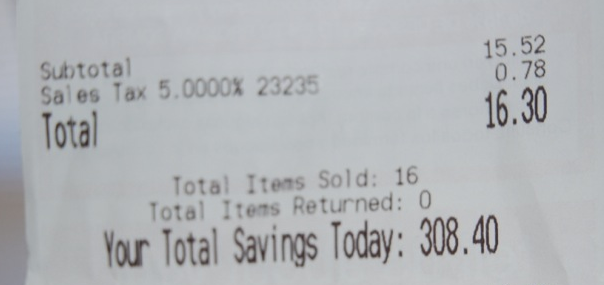 Subtotal 15.52
Sales Tax 5.0000% 23235 0.78
Total 16.30
Total Items Sold: 16
Total Items Returned: 0
Your Total Savings Today: 308.40